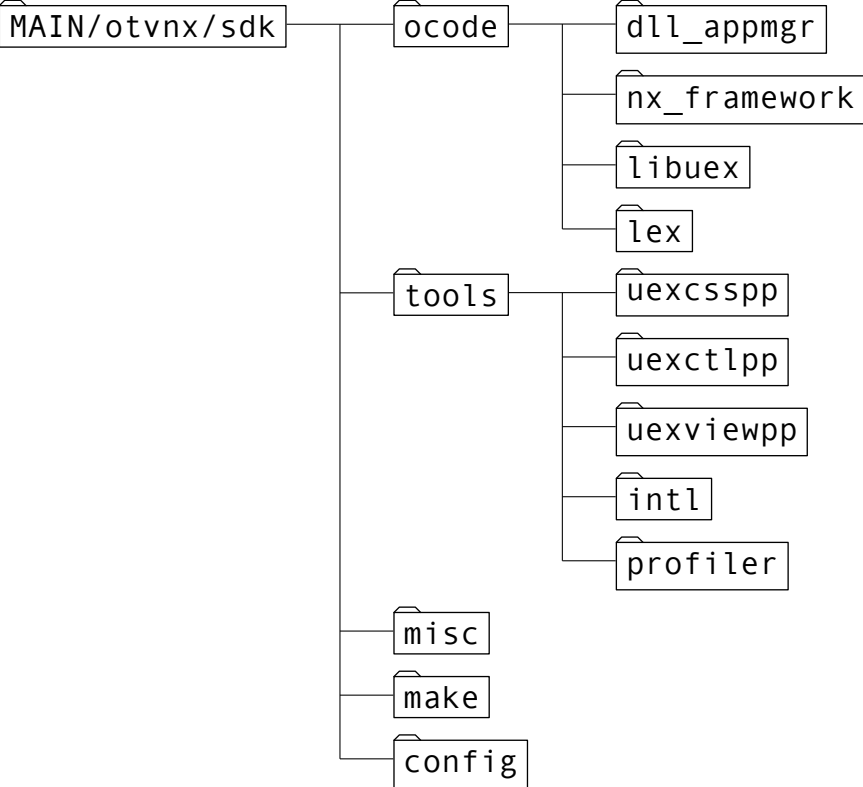 MAIN/otvnx/sdk
ocode
dll_appmgr
nx_framework
libuex
lex
tools
uexcsspp
uexctlpp
uexviewpp
intl
profiler
misc
make
config